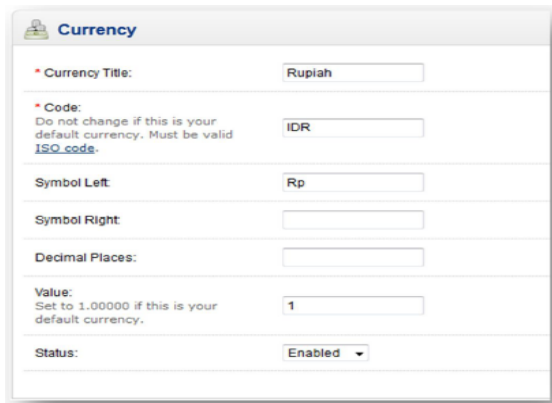 Currency
* Currency Title:
Rupiah
* Code:
Do not change if this is your
default currency. Must be valid
ISO code.
IDR
Symbol Left:
Rp
Symbol Right:
Decimal Places:
Value:
Set to 1.00000 if this is your
default currency.
1
Status:
Enabled